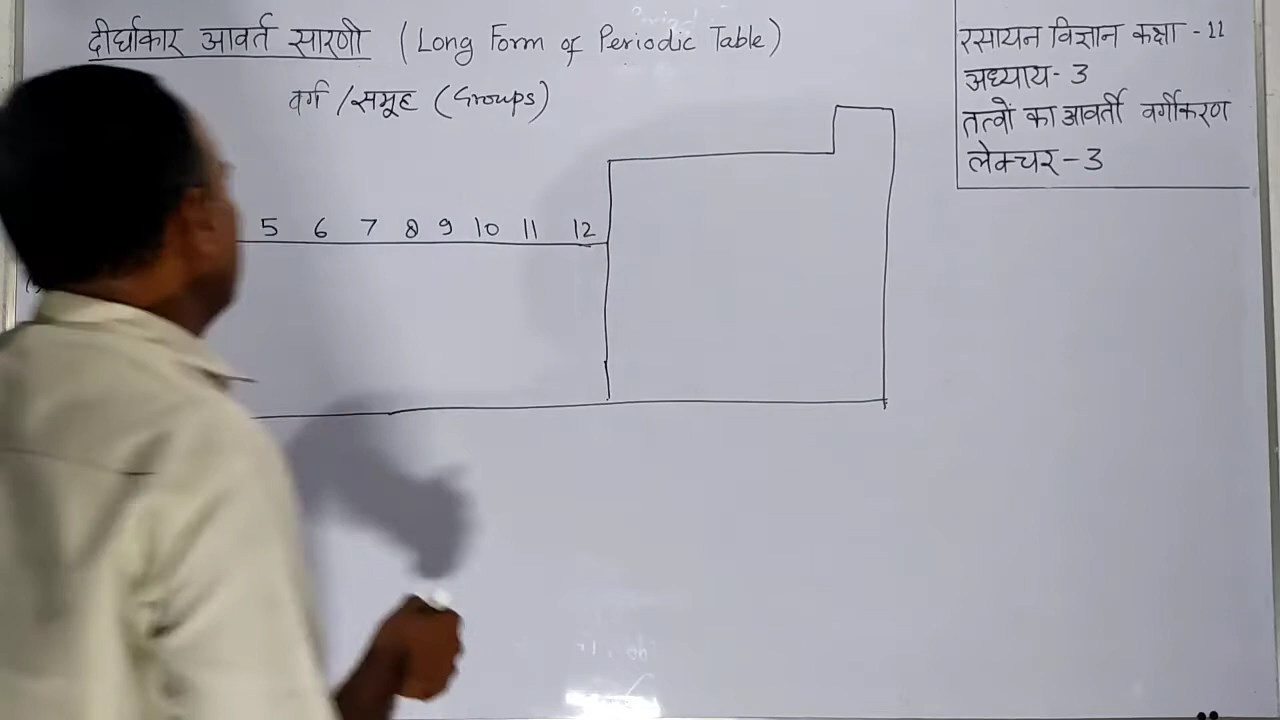 दीर्घाकार आवर्त सारणी (Long Form of Periodic Table)
वर्ग /समूह (Groups)
5 6 7 8 9 10 11 12
रसायन विज्ञान कक्षा - 11
अध्याय- 3
तत्वों का आवर्ती वर्गीकरण
लेक्चर - 3